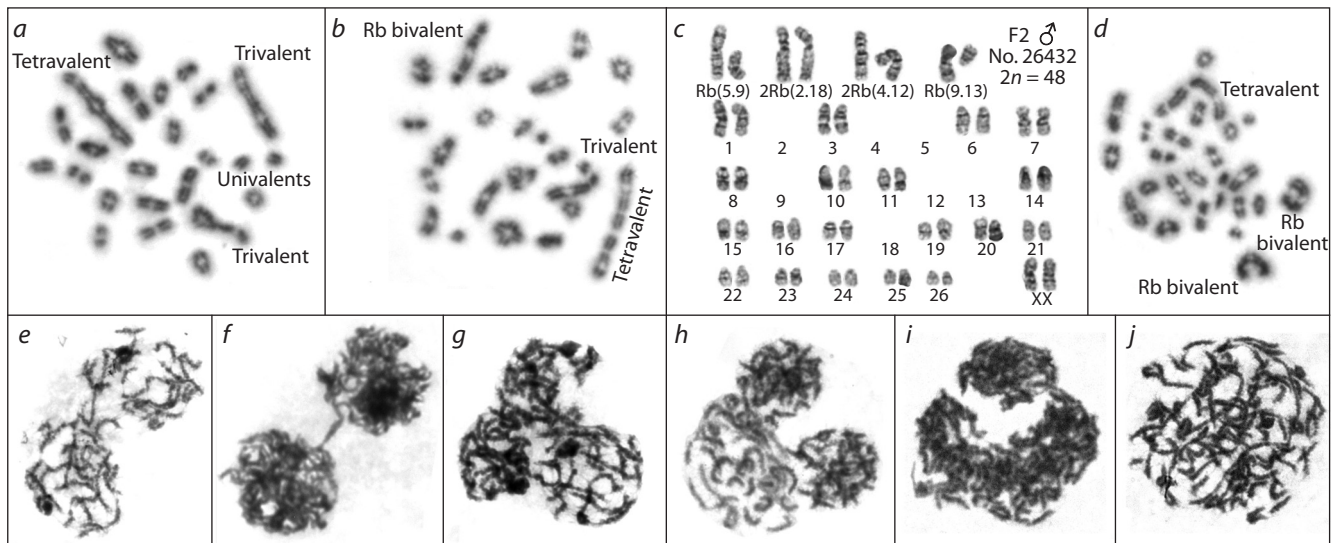 a
Tetravalent
Trivalent
Univalents
Trivalent
b
Rb bivalent
Trivalent
Tetravalent
c
F2 ♂
No. 26432
2n = 48
Rb(5.9) 2Rb(2.18) 2Rb(4.12) Rb(9.13)
1 2 3 4 5 6 7
8 9 10 11 12 13 14
15 16 17 18 19 20 21
22 23 24 25 26 XX
d
Tetravalent
Rb
bivalent
Rb bivalent
e
f
g
h
i
j